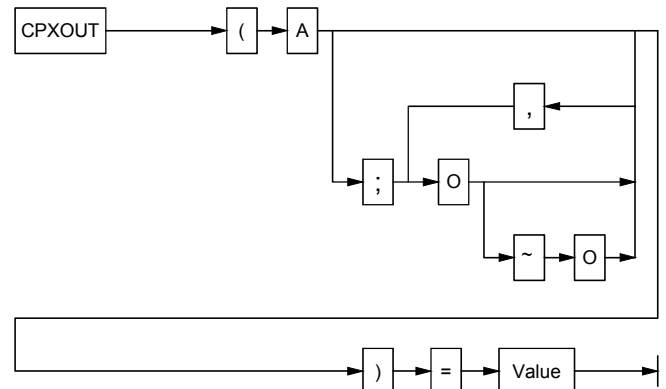 CPXOUT ( A
,
; O
~ O
) = Value